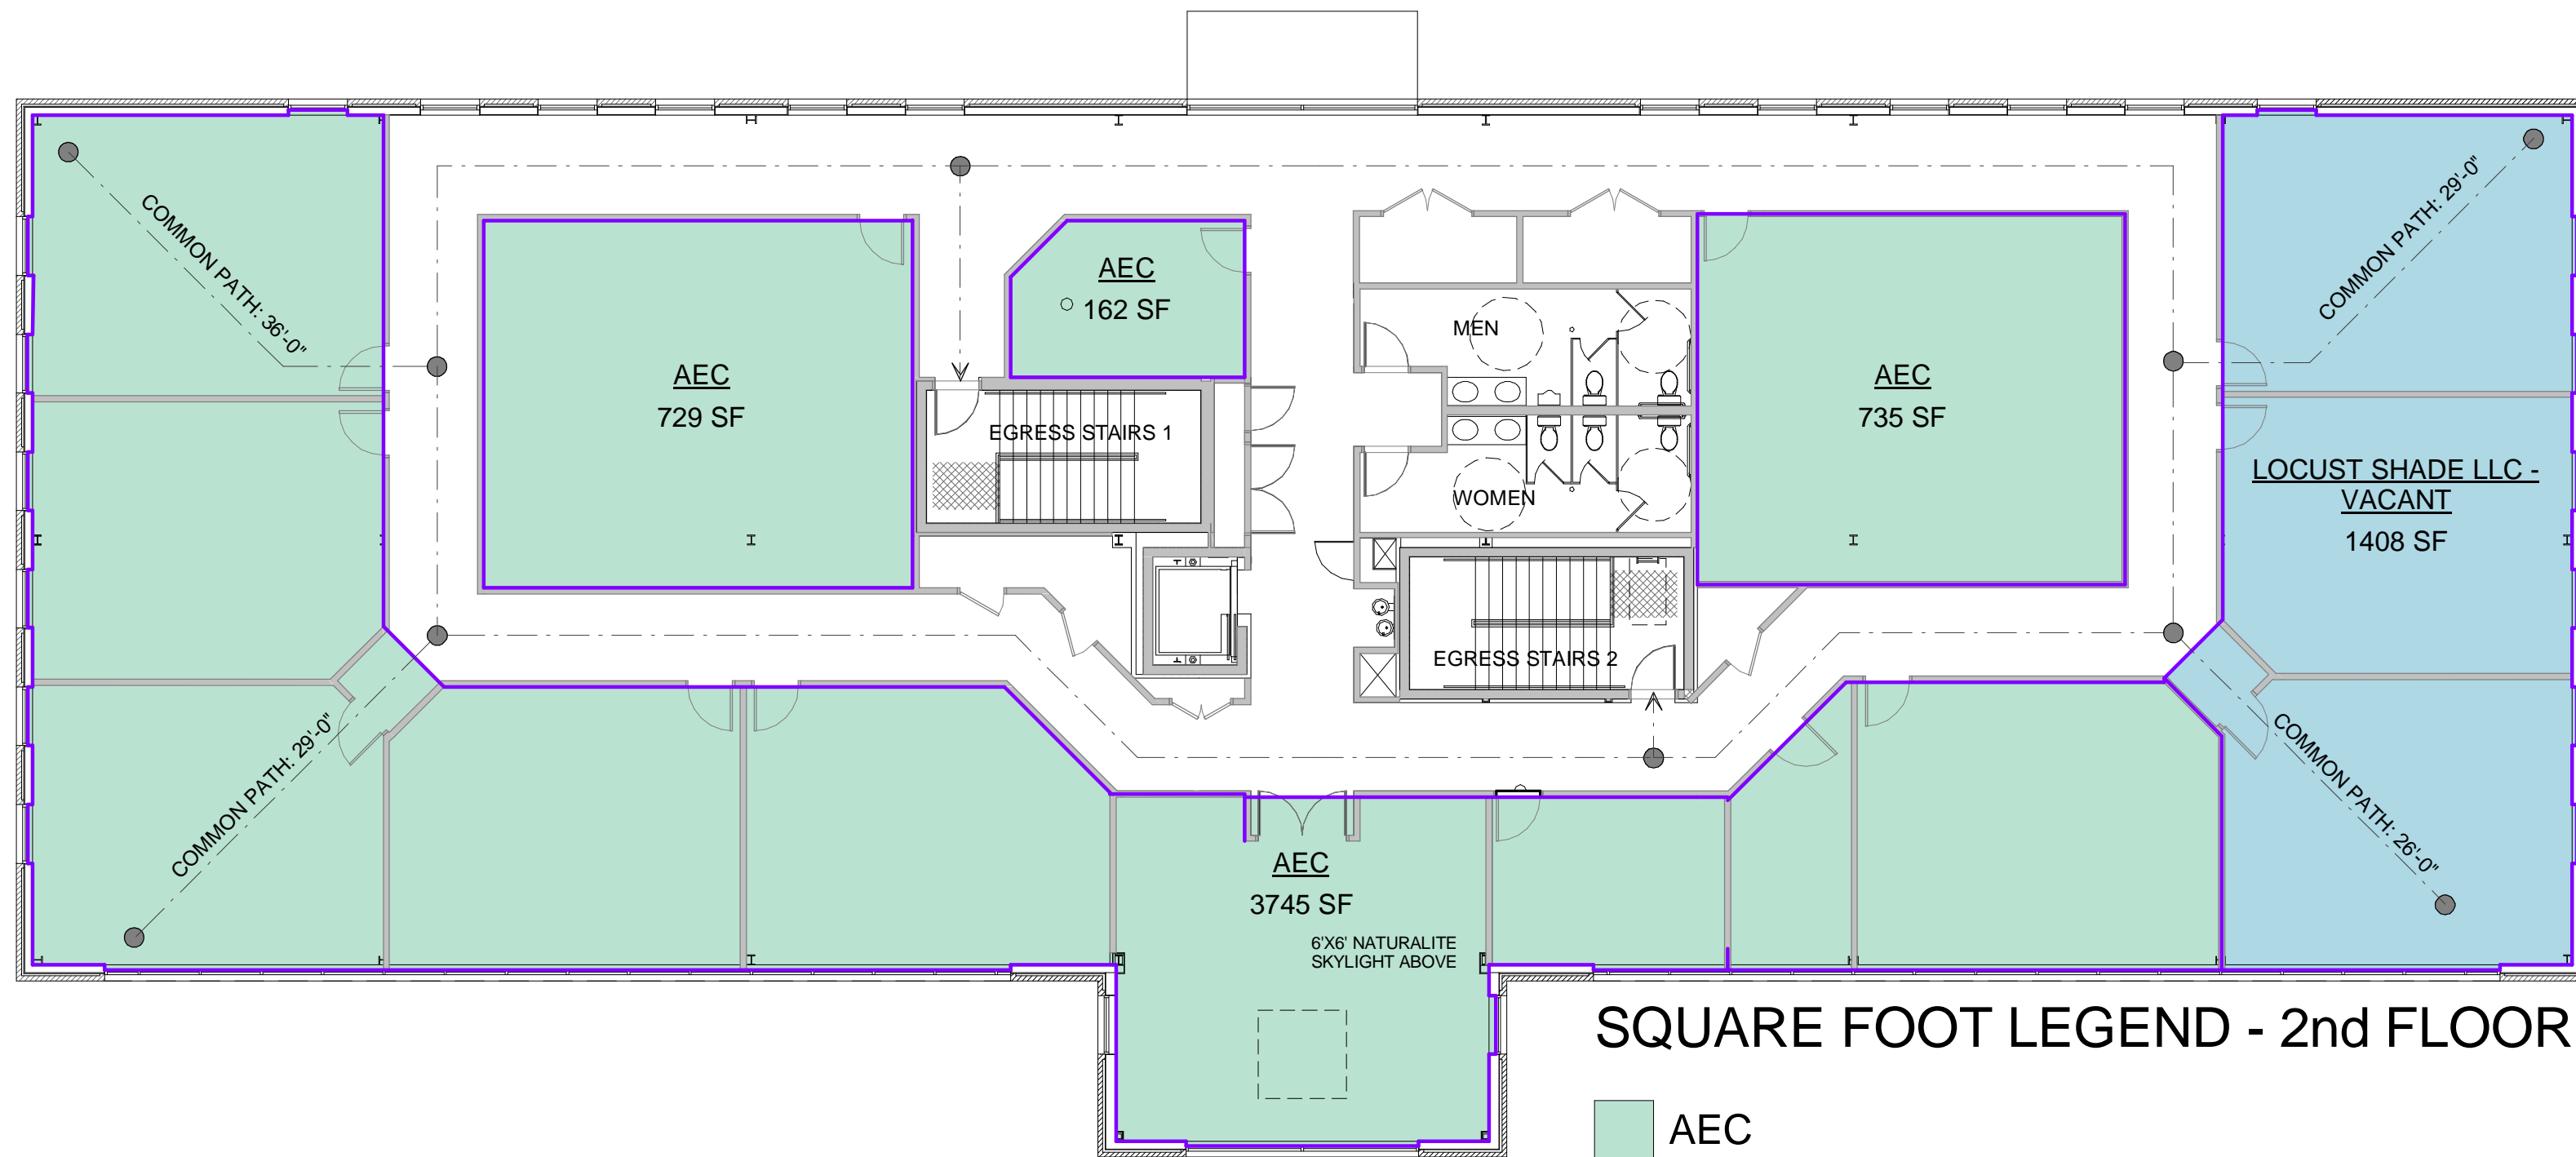 COMMON PATH: 36'-0"
COMMON PATH: 29'-0"
AEC
162 SF
AEC
729 SF
MEN
AEC
735 SF
EGRESS STAIRS 1
WOMEN
LOCUST SHADE LLC -
VACANT
1408 SF
EGRESS STAIRS 2
COMMON PATH: 29'-0"
COMMON PATH: 26'-0"
AEC
3745 SF
6'X6' NATURALITE
SKYLIGHT ABOVE
SQUARE FOOT LEGEND - 2nd FLOOR
AEC